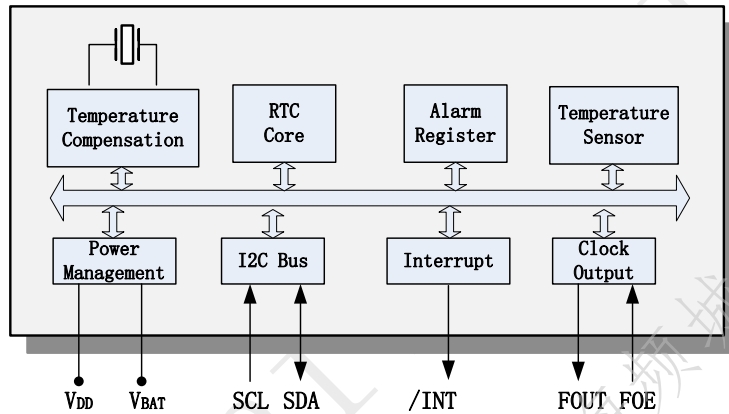 Temperature
Compensation
RTC
Core
Alarm
Register
Temperature
Sensor
Power
Management
I2C Bus
Interrupt
Clock
Output
VDD
VBAT
SCL SDA
/INT
FOUT FOE